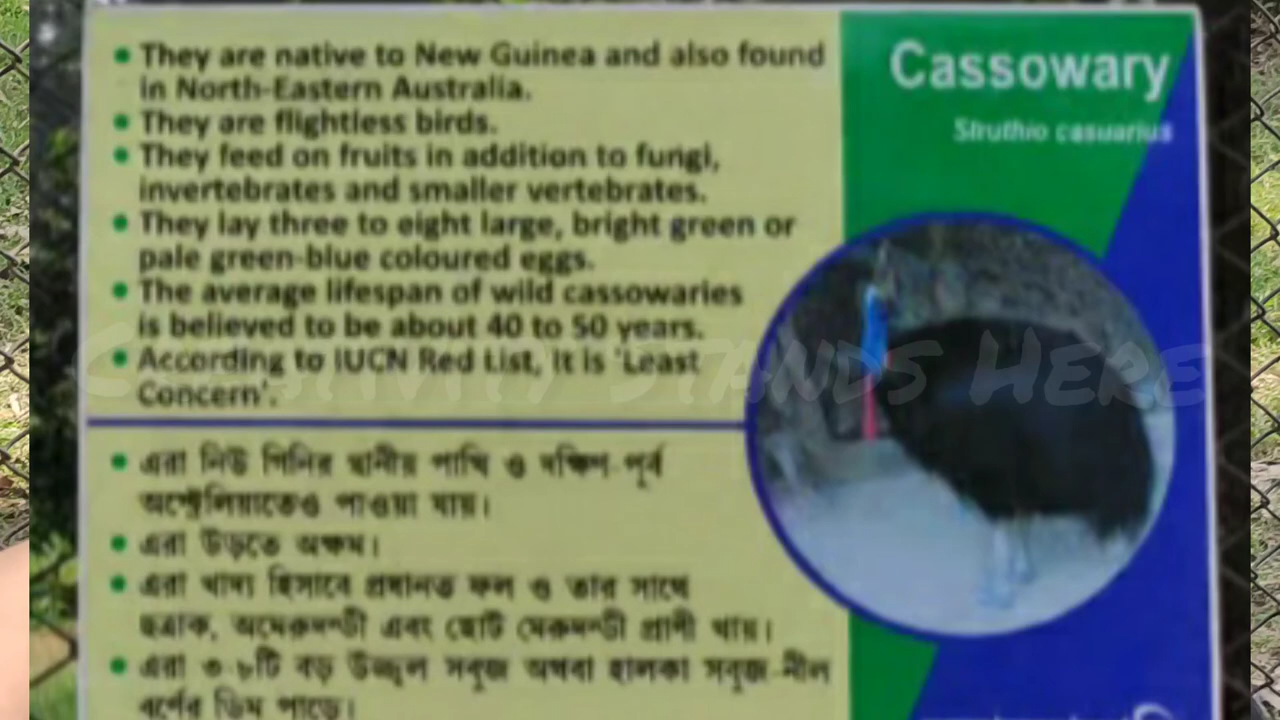 Cassowary
Struthio casuarius
• They are native to New Guinea and also found
in North-Eastern Australia.
• They are flightless birds.
• They feed on fruits in addition to fungi,
invertebrates and smaller vertebrates.
• They lay three to eight large, bright green or
pale green-blue coloured eggs.
• The average lifespan of wild cassowaries
is believed to be about 40 to 50 years.
• According to IUCN Red List, it is 'Least
Concern'.
Creativity Stands Here
• এরা নিউ গিনির স্থানীয় পাখি ও দক্ষিণ-পূর্ব
অস্ট্রেলিয়াতেও পাওয়া যায়।
• এরা উড়তে অক্ষম।
• এরা খাদ্য হিসাবে প্রধানত ফল ও তার সাথে
ছত্রাক, অমেরুদণ্ডী এবং ছোট মেরুদণ্ডী প্রাণী খায়।
• এরা ৩-৮টি বড় উজ্জ্বল সবুজ অথবা হালকা সবুজ-নীল
বর্ণের ডিম পাড়ে।